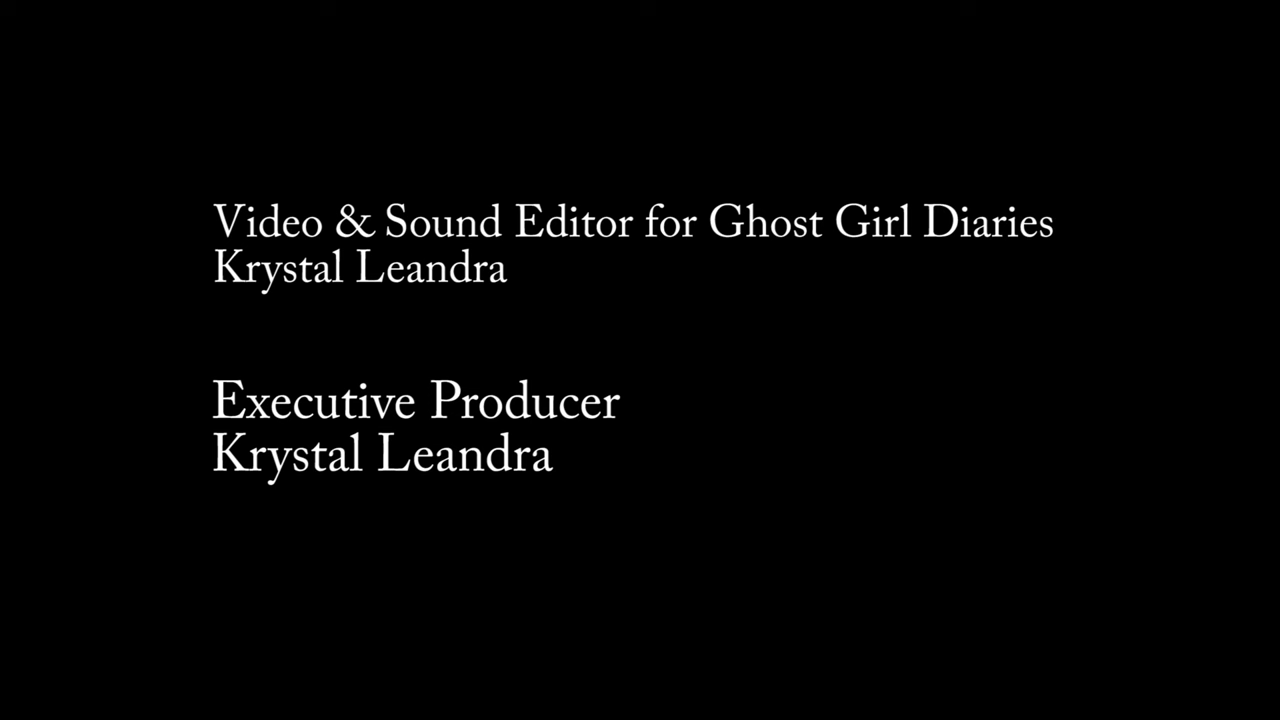 Video & Sound Editor for Ghost Girl Diaries
Krystal Leandra
Executive Producer
Krystal Leandra